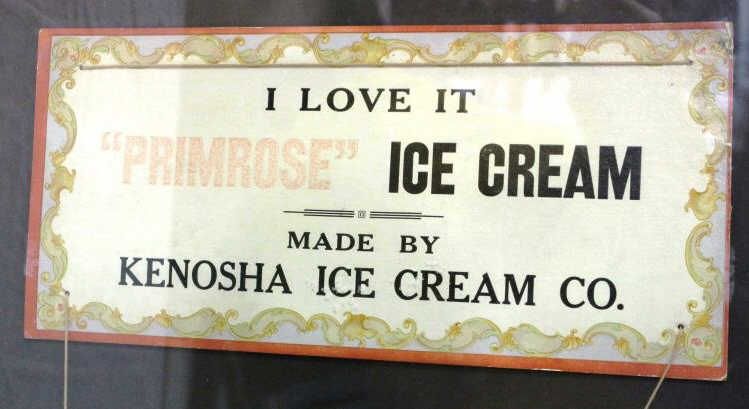 I LOVE IT
"PRIMROSE" ICE CREAM
MADE BY
KENOSHA ICE CREAM CO.